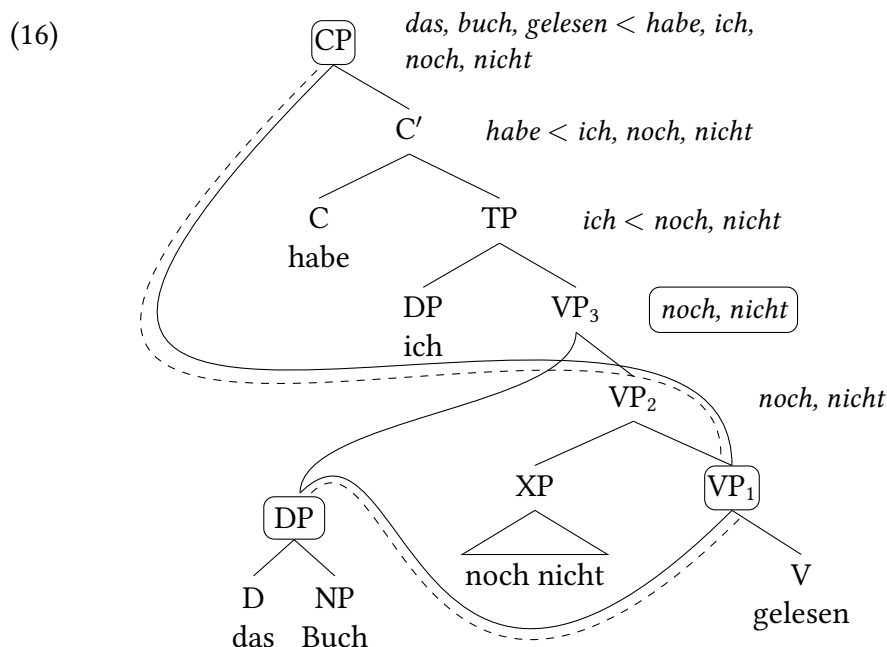 (16)
CP das, buch, gelesen < habe, ich,
noch, nicht
C′ habe < ich, noch, nicht
C TP ich < noch, nicht
habe
DP VP₃ noch, nicht
ich
VP₂ noch, nicht
XP VP₁
DP
noch nicht
D NP V
das Buch gelesen